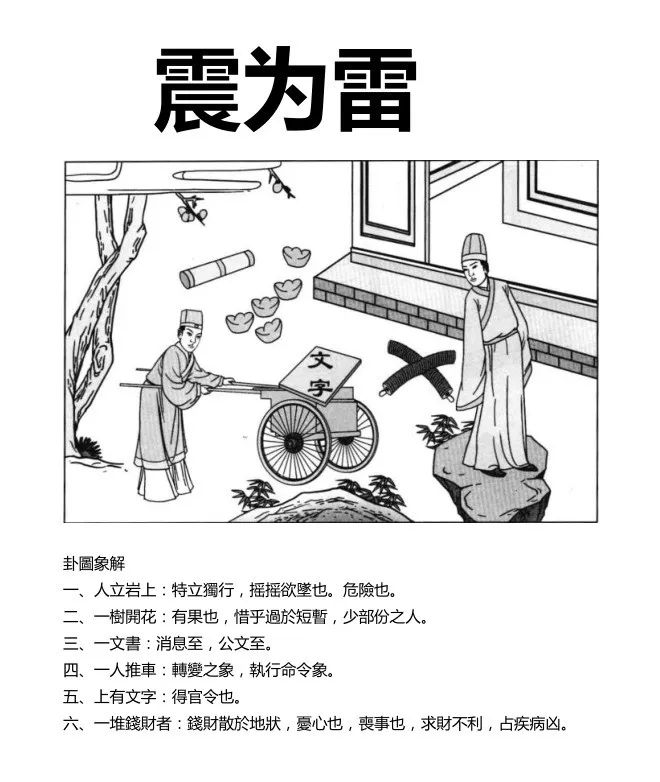 震为雷
文
字
卦圖象解
一、人立岩上：特立獨行，摇摇欲墜也。危險也。
二、一樹開花：有果也，惜乎過於短暫，少部份之人。
三、一文書：消息至，公文至。
四、一人推車：轉變之象，執行命令象。
五、上有文字：得官令也。
六、一堆錢財者：錢財散於地狀，憂心也，喪事也，求財不利，占疾病凶。